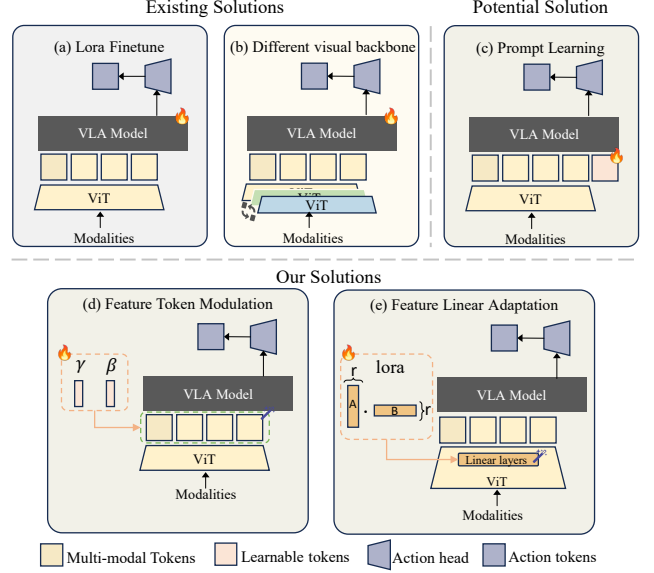 Existing Solutions
Potential Solution
(a) Lora Finetune
VLA Model
ViT
Modalities
(b) Different visual backbone
VLA Model
ViT
ViT
ViT
Modalities
(c) Prompt Learning
VLA Model
ViT
Modalities
Our Solutions
(d) Feature Token Modulation
γ β
VLA Model
ViT
Modalities
(e) Feature Linear Adaptation
r lora
A · B }r
VLA Model
Linear layers
ViT
Modalities
Multi-modal Tokens
Learnable tokens
Action head
Action tokens